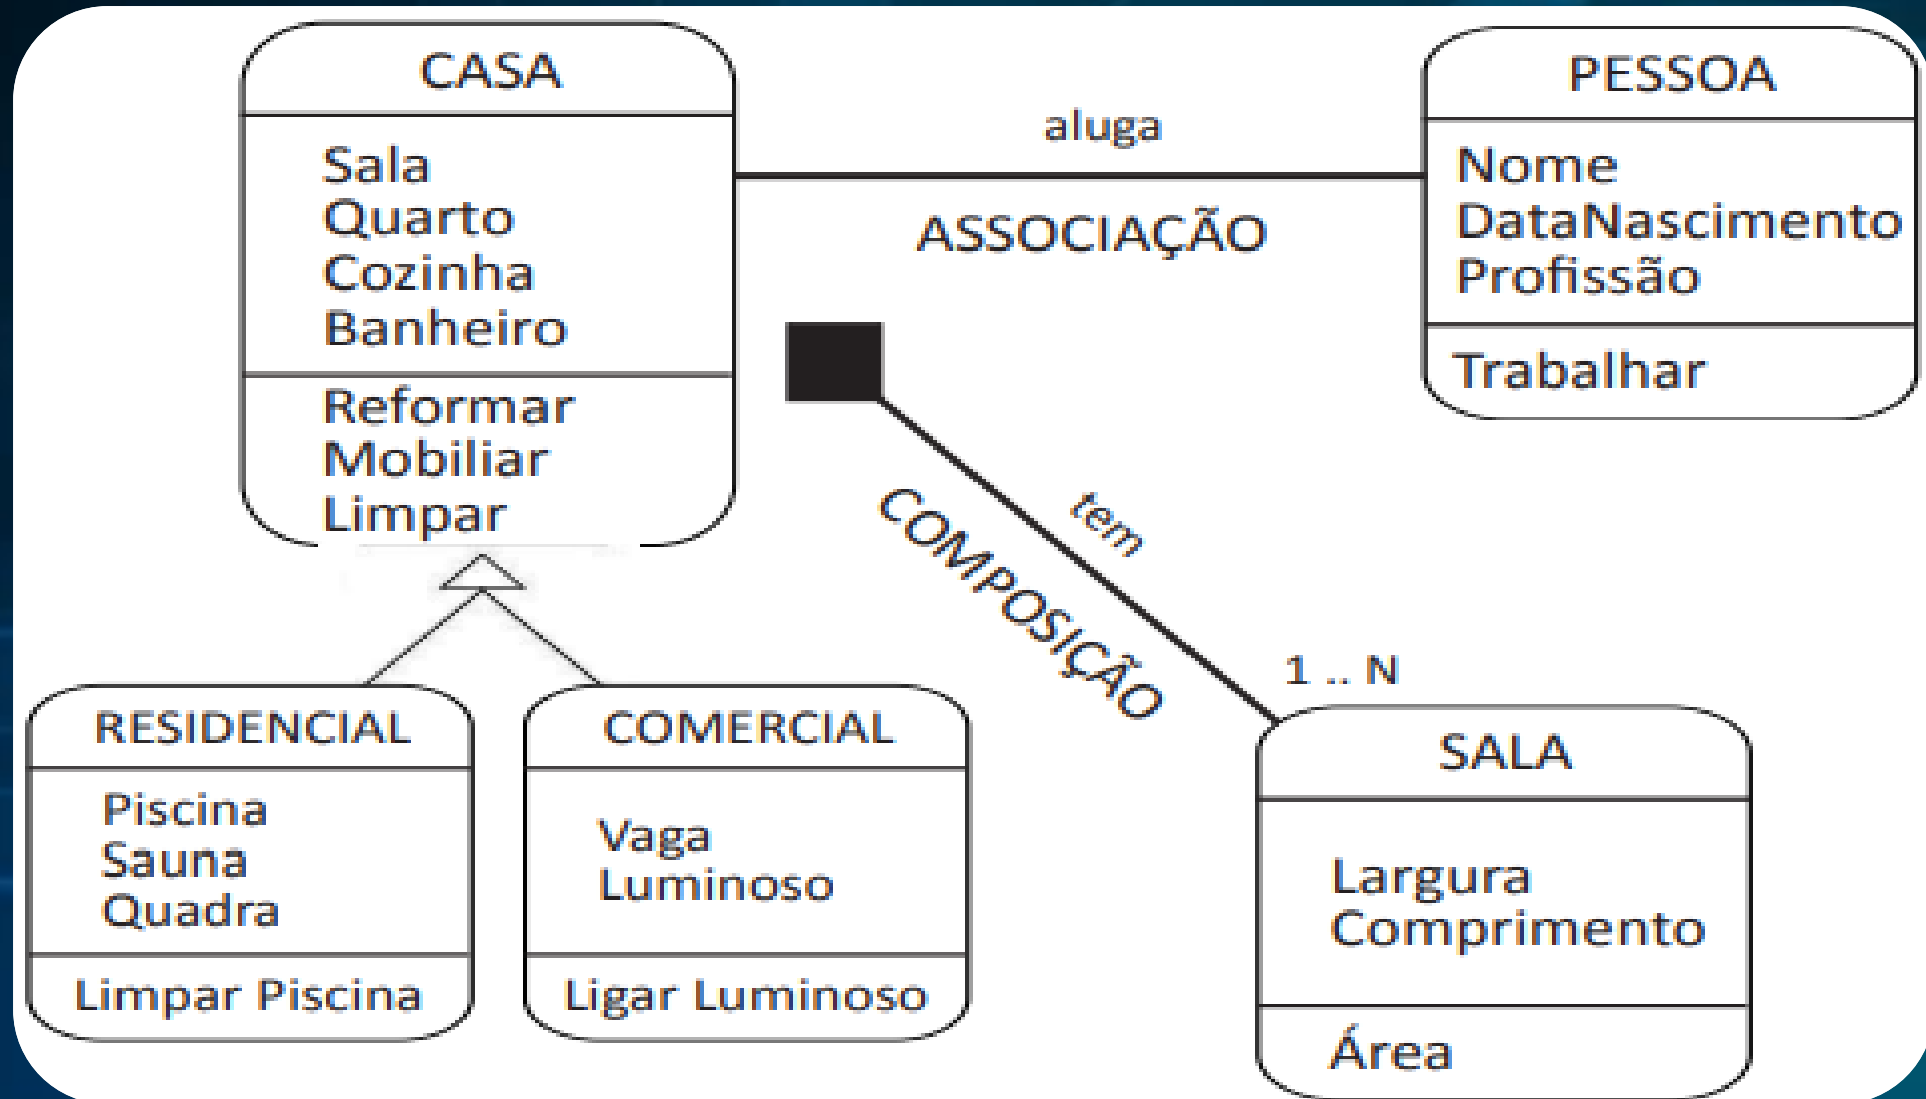 CASA
Sala
Quarto
Cozinha
Banheiro
Reformar
Mobiliar
Limpar
aluga
ASSOCIAÇÃO
PESSOA
Nome
DataNascimento
Profissão
Trabalhar
tem
COMPOSIÇÃO
1 .. N
RESIDENCIAL
Piscina
Sauna
Quadra
Limpar Piscina
COMERCIAL
Vaga
Luminoso
Ligar Luminoso
SALA
Largura
Comprimento
Área